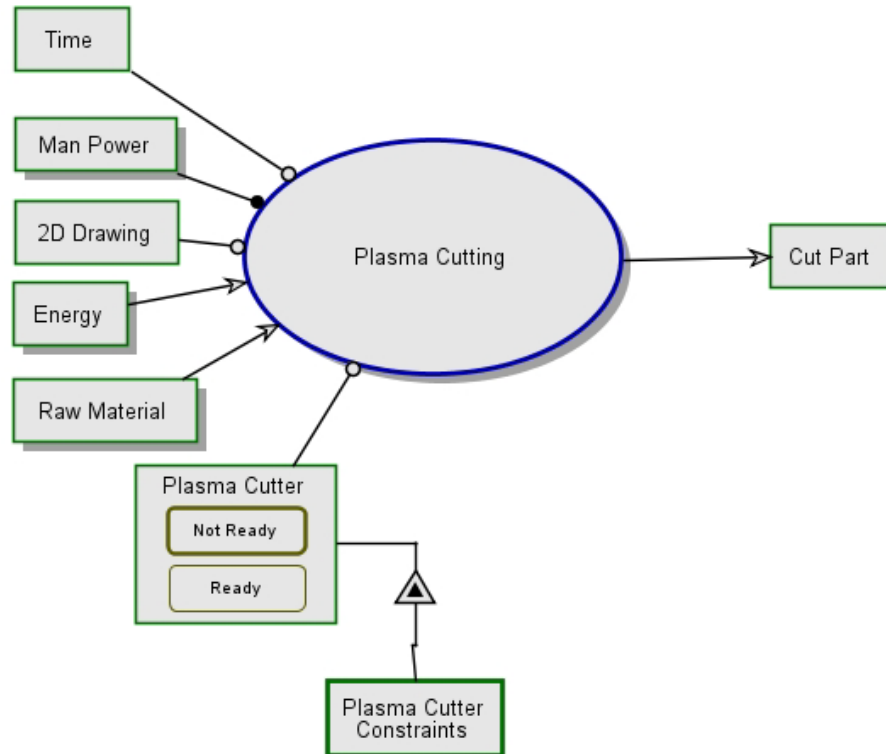 Time
Man Power
2D Drawing
Energy
Raw Material
Plasma Cutting
Cut Part
Plasma Cutter
Not Ready
Ready
Plasma Cutter
Constraints